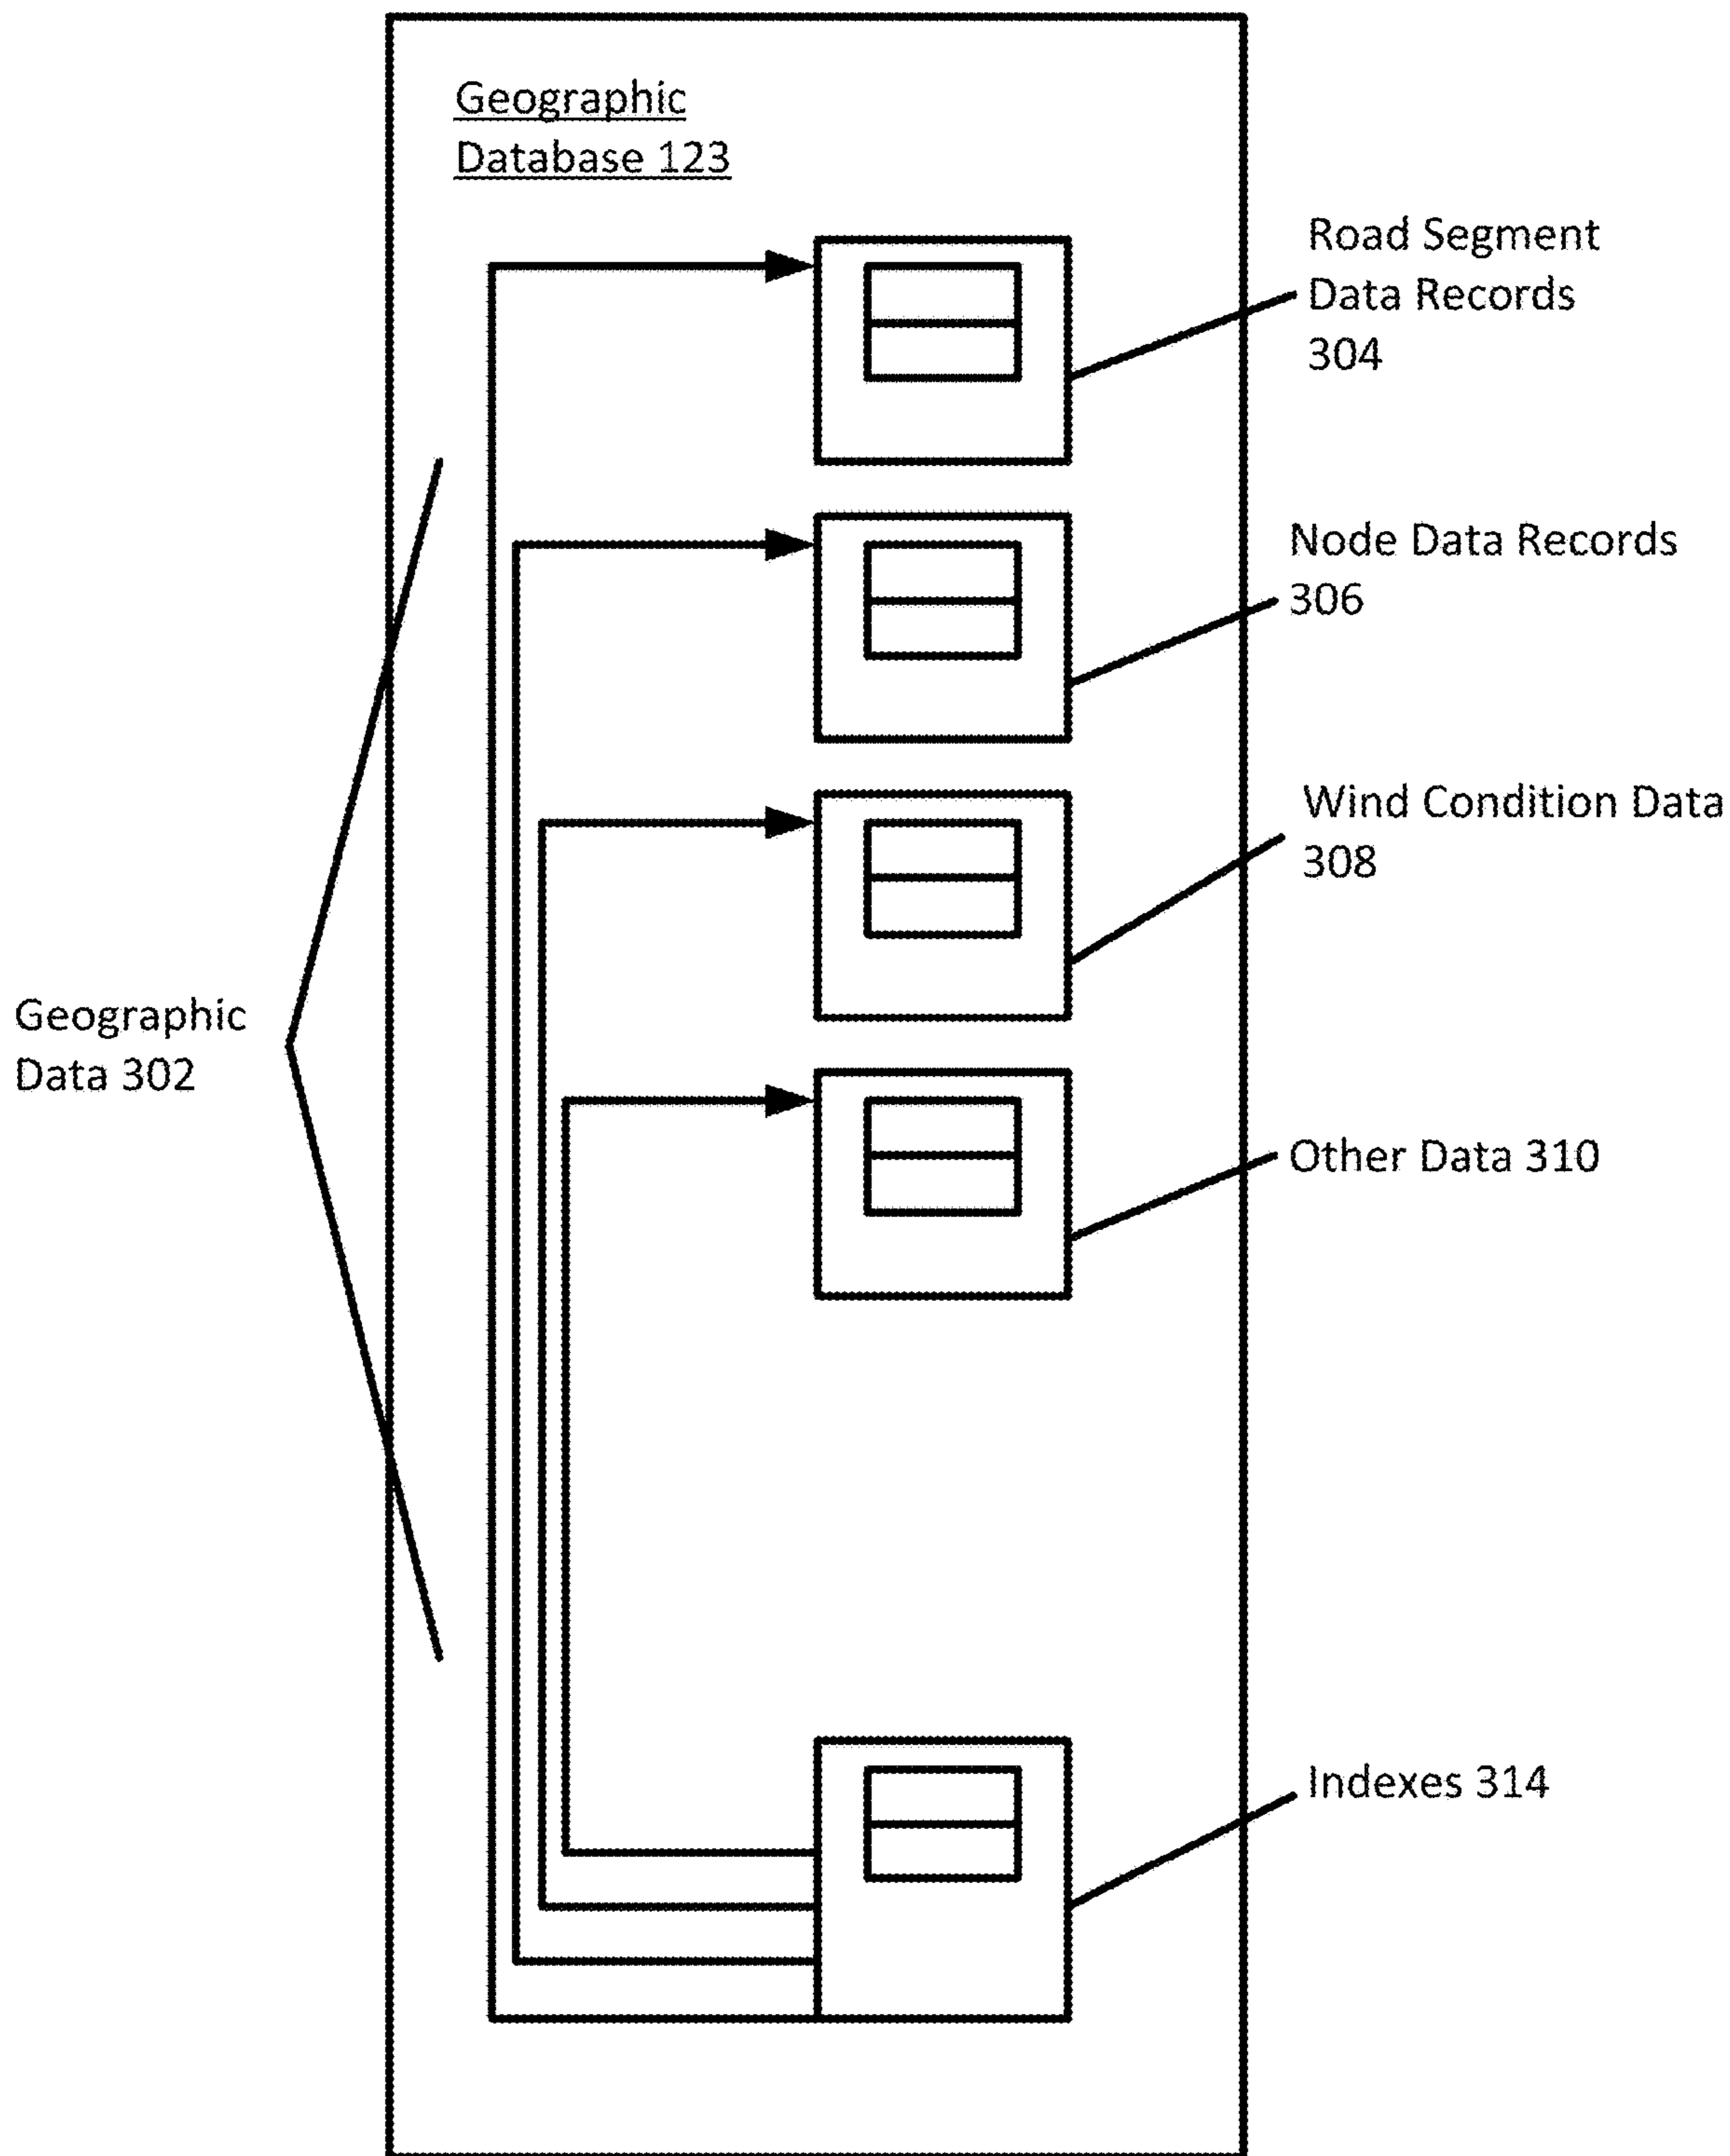 Geographic
Database 123
Road Segment
Data Records
304
Node Data Records
306
Wind Condition Data
308
Geographic
Data 302
Other Data 310
Indexes 314